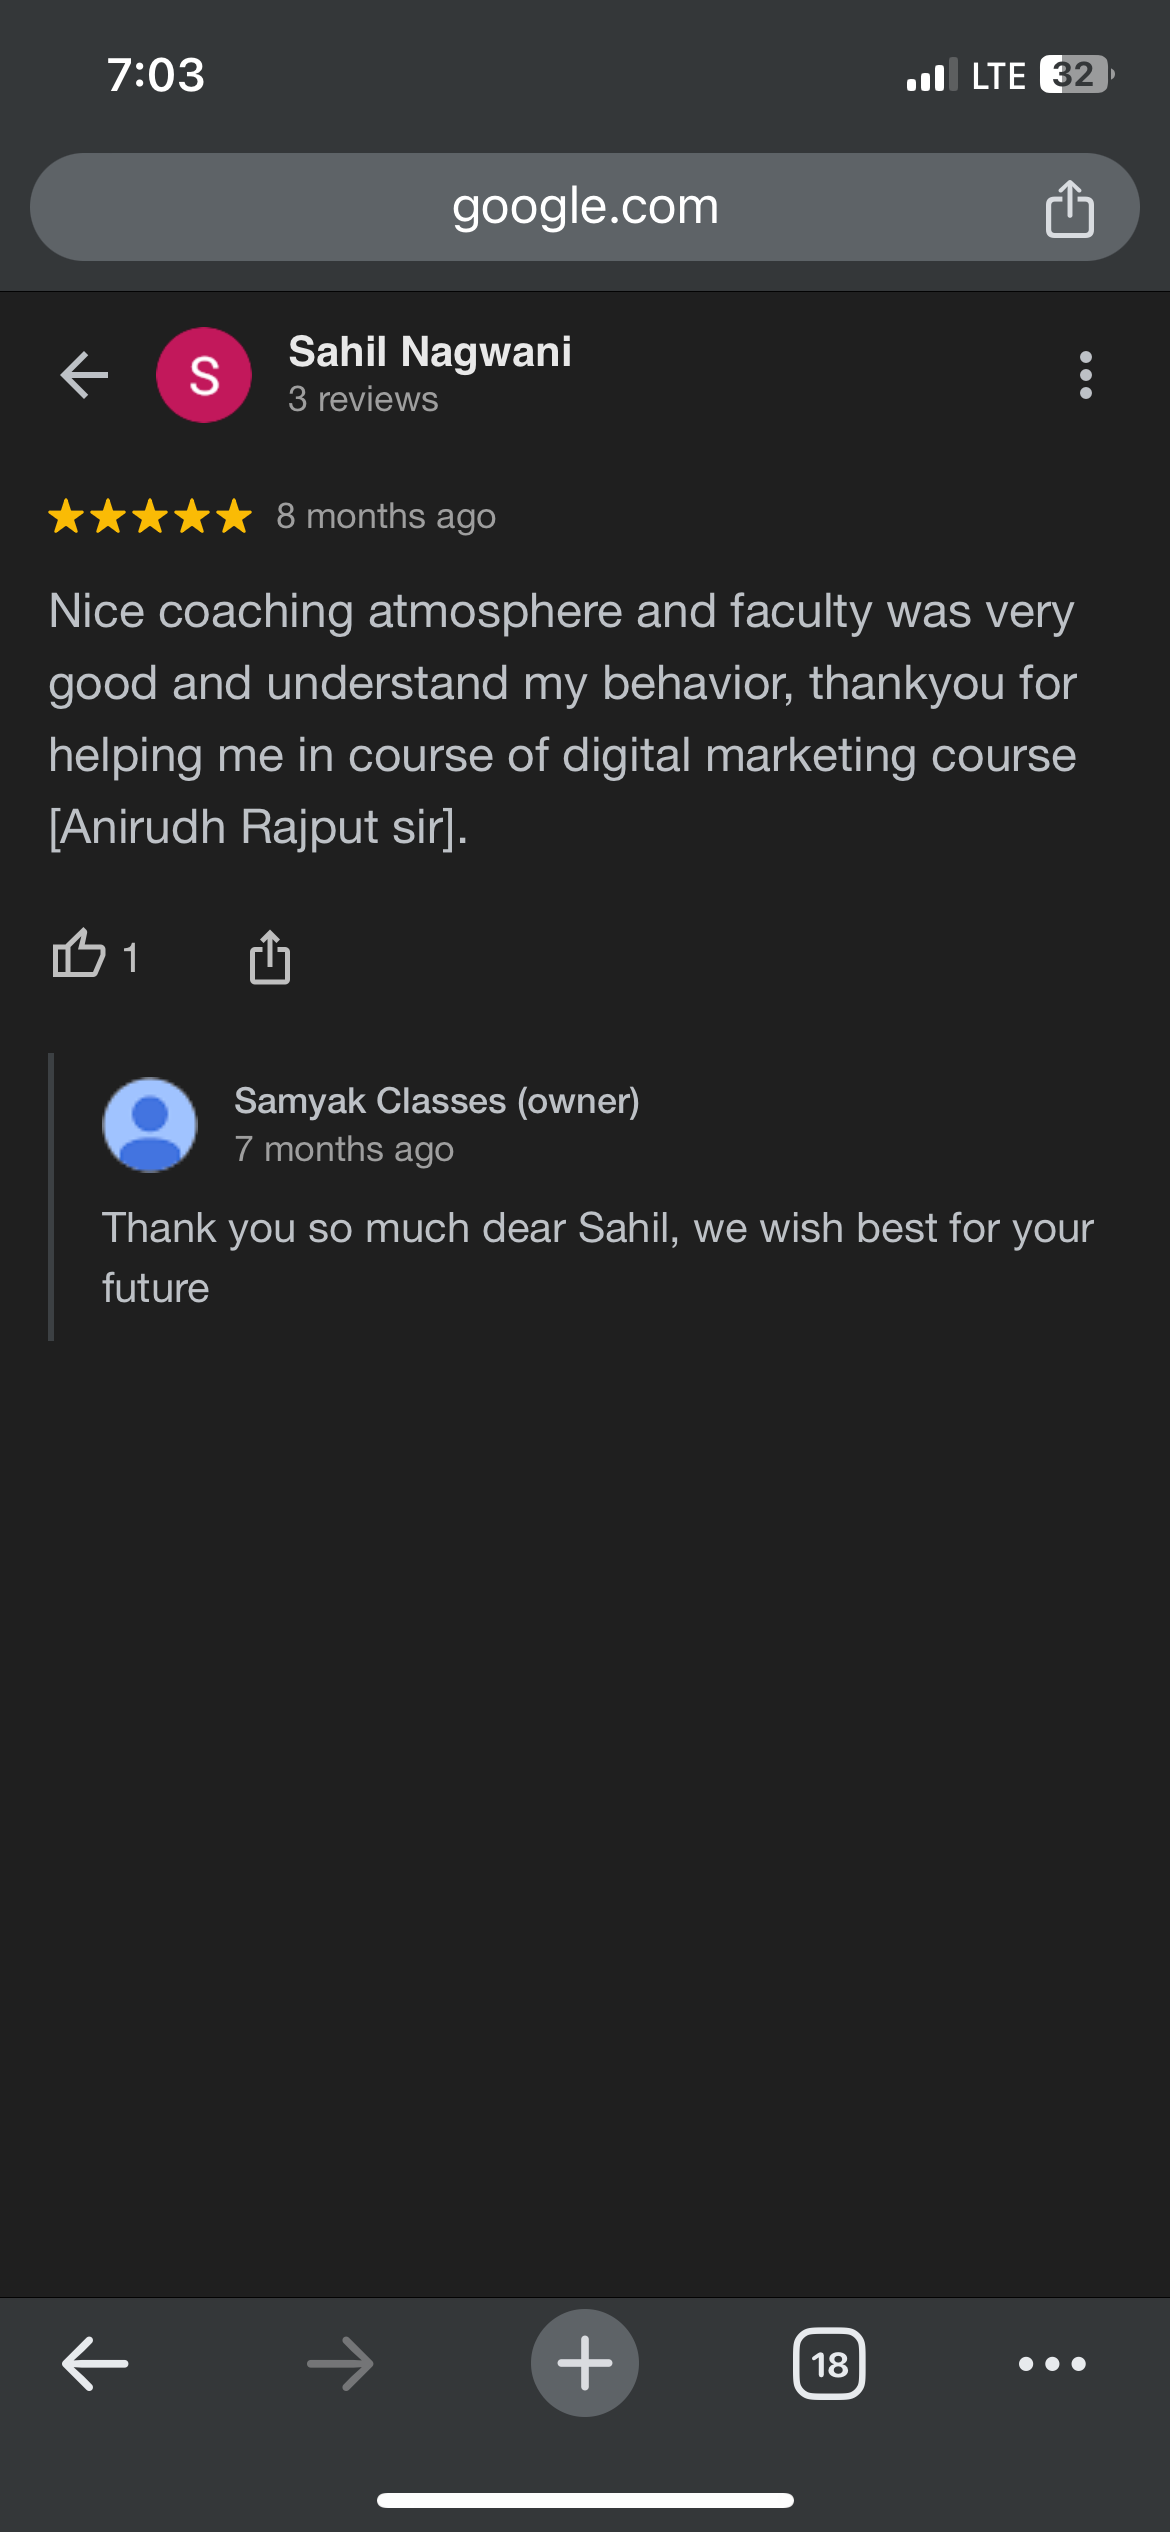 7:03
LTE 32
google.com
S
Sahil Nagwani
3 reviews
8 months ago
Nice coaching atmosphere and faculty was very
good and understand my behavior, thankyou for
helping me in course of digital marketing course
[Anirudh Rajput sir].
1
Samyak Classes (owner)
7 months ago
Thank you so much dear Sahil, we wish best for your
future
18